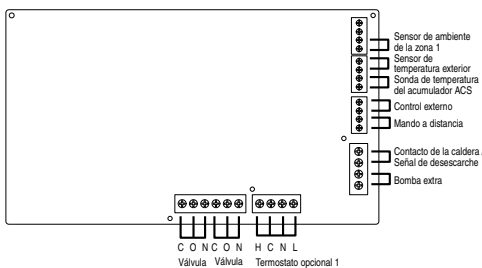 Sensor de ambiente
de la zona 1
Sensor de
temperatura exterior
Sonda de temperatura
del acumulador ACS
Control externo
Mando a distancia
Contacto de la caldera
Señal de desescarche
Bomba extra
C O N C O N H C N L
Válvula Válvula Termostato opcional 1